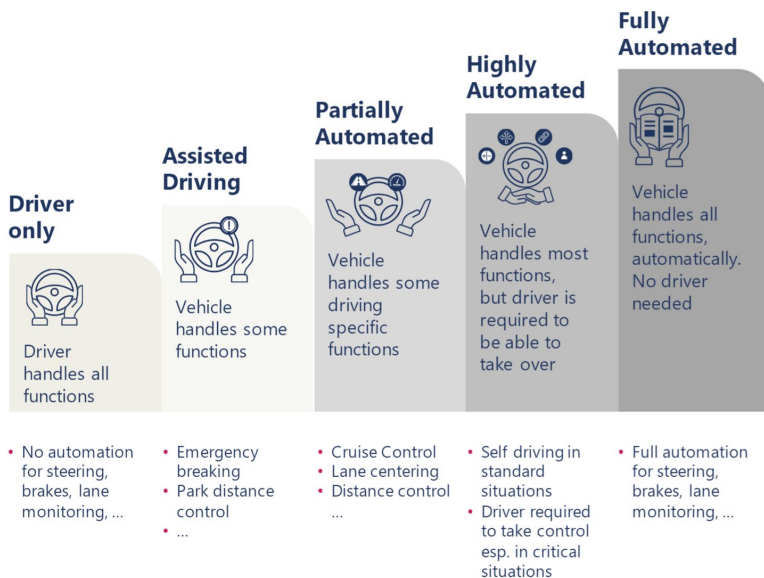 Driver
only
Driver
handles all
functions
• No automation
for steering,
brakes, lane
monitoring, ...
Assisted
Driving
Vehicle
handles some
functions
• Emergency
breaking
• Park distance
control
• ...
Partially
Automated
Vehicle
handles some
driving
specific
functions
• Cruise Control
• Lane centering
• Distance control
...
Highly
Automated
Vehicle
handles most
functions,
but driver is
required to
be able to
take over
• Self driving in
standard
situations
• Driver required
to take control
esp. in critical
situations
Fully
Automated
Vehicle
handles all
functions,
automatically.
No driver
needed
• Full automation
for steering,
brakes, lane
monitoring, ...